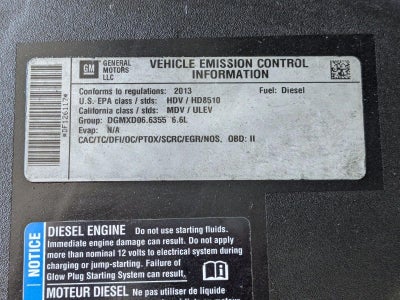 GM
GENERAL MOTORS LLC
VEHICLE EMISSION CONTROL INFORMATION
Conforms to regulations: 2013 Fuel: Diesel
U.S. EPA class / stds: HDV / HD8510
California class / stds: MDV / ULEV
Group: DGMXD06.6355 6.6L
Evap: N/A
CAC/TC/DFI/OC/PTOX/SCRC/EGR/NOS, OBD: II
*DF126117*
NOTICE
DIESEL ENGINE Do not use starting fluids.
Immediate engine damage can result. Do not apply
more than nominal 12 volts to electrical system during
charging or jump-starting. Failure of
Glow Plug Starting System can result.
MOTEUR DIESEL Ne pas utiliser de liquide